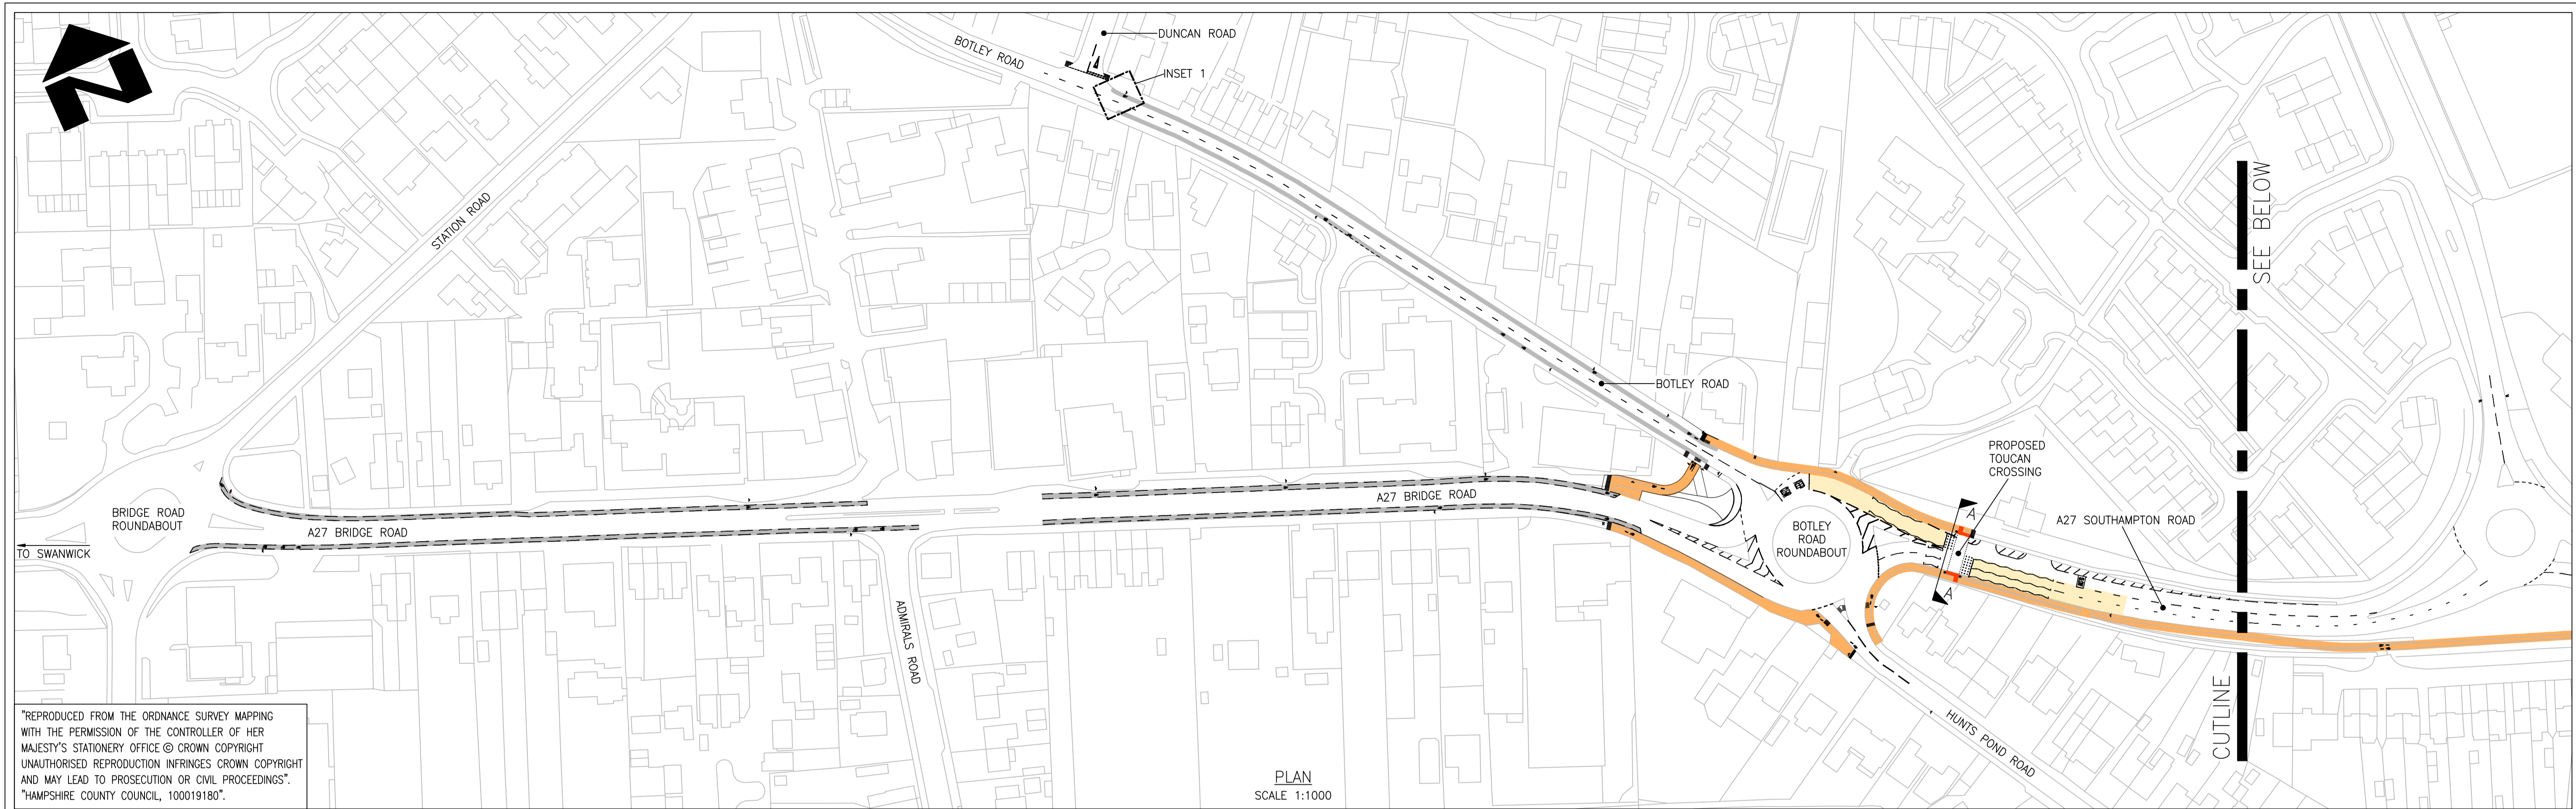 DUNCAN ROAD
BOTLEY ROAD
INSET 1
STATION ROAD
SEE BELOW
BOTLEY ROAD
PROPOSED
TOUCAN
CROSSING
A
A27 SOUTHAMPTON ROAD
A27 BRIDGE ROAD
BRIDGE ROAD
ROUNDABOUT
A27 BRIDGE ROAD
TO SWANWICK
BOTLEY
ROAD
ROUNDABOUT
A
ADMIRALS ROAD
HUNTS POND ROAD
CUTLINE
"REPRODUCED FROM THE ORDNANCE SURVEY MAPPING
WITH THE PERMISSION OF THE CONTROLLER OF HER
MAJESTY'S STATIONERY OFFICE © CROWN COPYRIGHT
UNAUTHORISED REPRODUCTION INFRINGES CROWN COPYRIGHT
AND MAY LEAD TO PROSECUTION OR CIVIL PROCEEDINGS".
"HAMPSHIRE COUNTY COUNCIL, 100019180".
PLAN
SCALE 1:1000
N